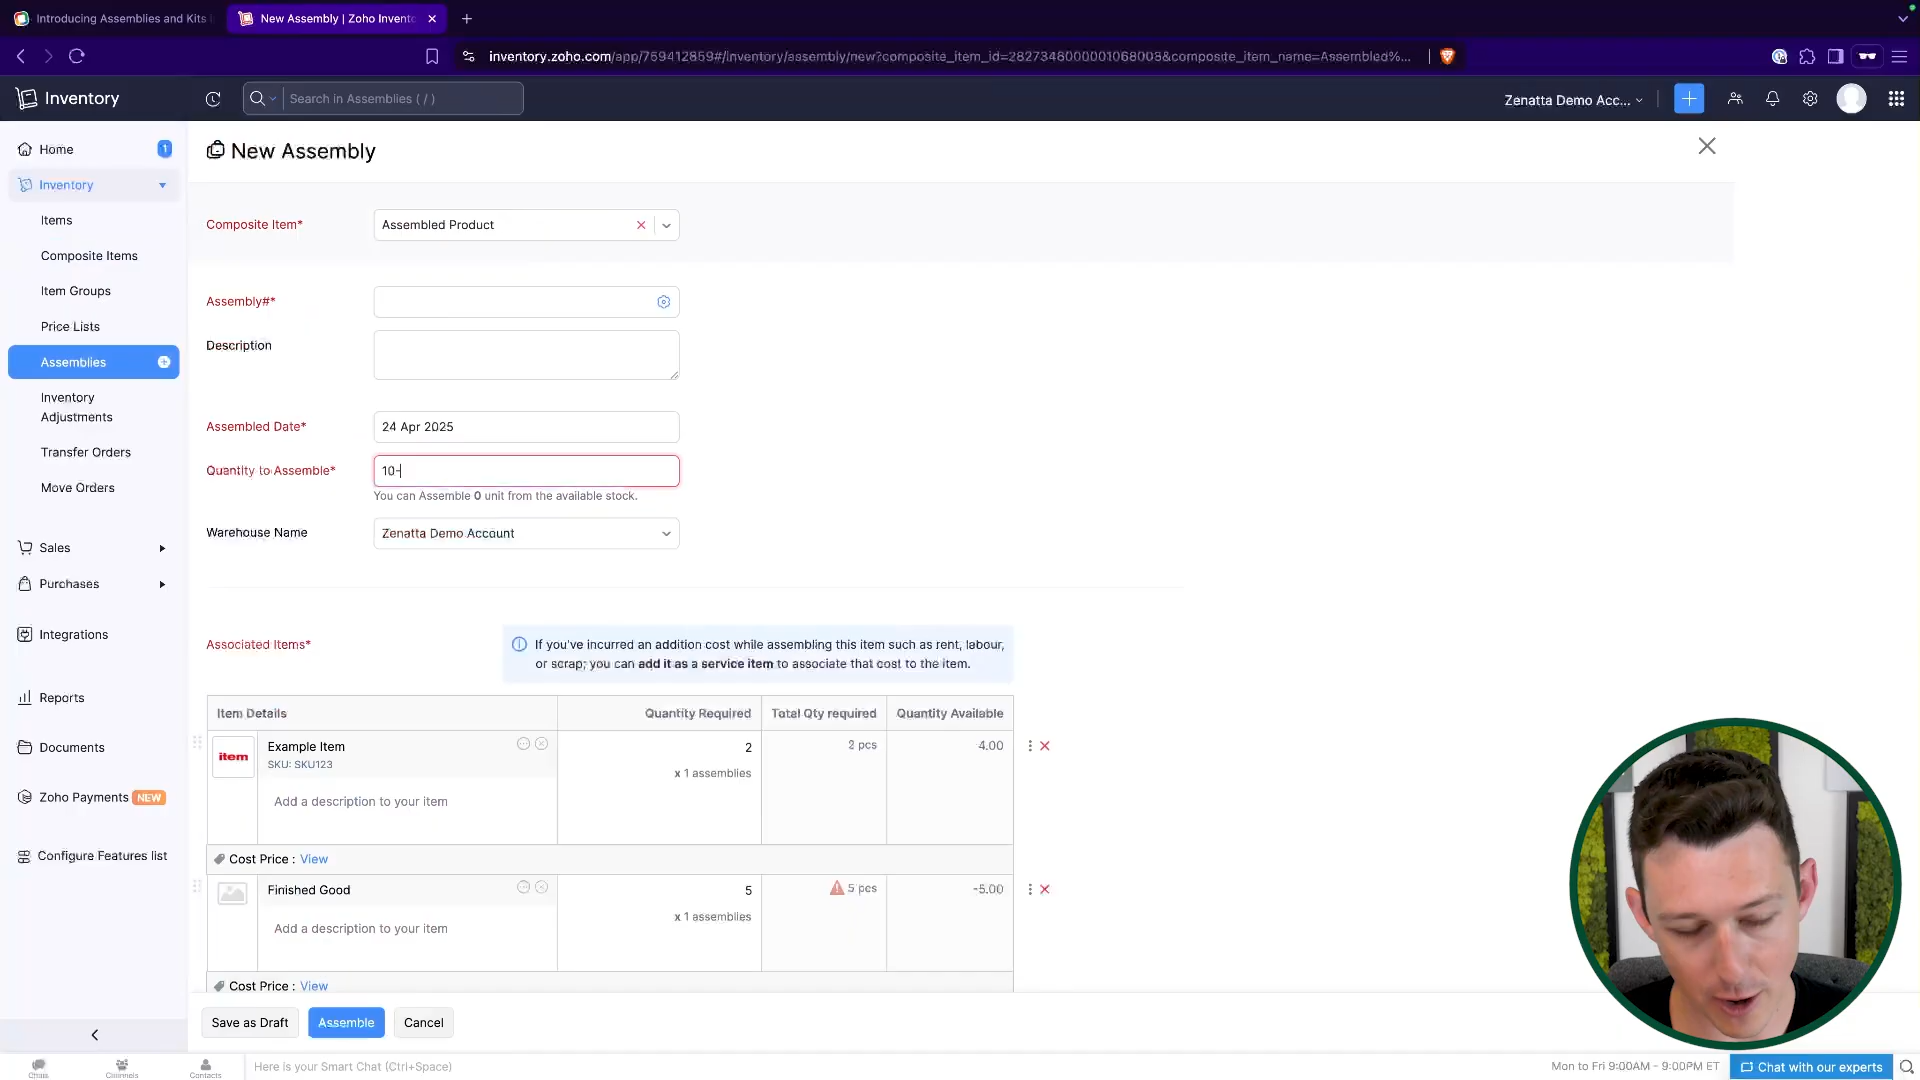 Introducing Assemblies and Kits
New Assembly | Zoho Invento
inventory.zoho.com/app/759412859#/inventory/assembly/new?composite_item_id=2827348000001068003&composite_item_name=Assembled%...
Inventory
Search in Assemblies ( / )
Zenatta Demo Acc...
Home
1
Inventory
Items
Composite Items
Item Groups
Price Lists
Assemblies
Inventory
Adjustments
Transfer Orders
Move Orders
Sales
Purchases
Integrations
Reports
Documents
Zoho Payments NEW
Configure Features list
New Assembly
Composite Item*
Assembled Product
Assembly#*
Description
Assembled Date*
24 Apr 2025
Quantity to Assemble*
10-
You can Assemble 0 unit from the available stock.
Warehouse Name
Zenatta Demo Account
Associated Items*
If you've incurred an addition cost while assembling this item such as rent, labour,
or scrap, you can add it as a service item to associate that cost to the item.
Item Details
Quantity Required
Total Qty required
Quantity Available
item
Example Item
SKU: SKU123
Add a description to your item
2
x 1 assemblies
2 pcs
4.00
Cost Price : View
Finished Good
Add a description to your item
5
x 1 assemblies
5 pcs
-5.00
Cost Price : View
Save as Draft
Assemble
Cancel
Chats
Channels
Contacts
Here is your Smart Chat (Ctrl+Space)
Mon to Fri 9:00AM - 9:00PM ET
Chat with our experts